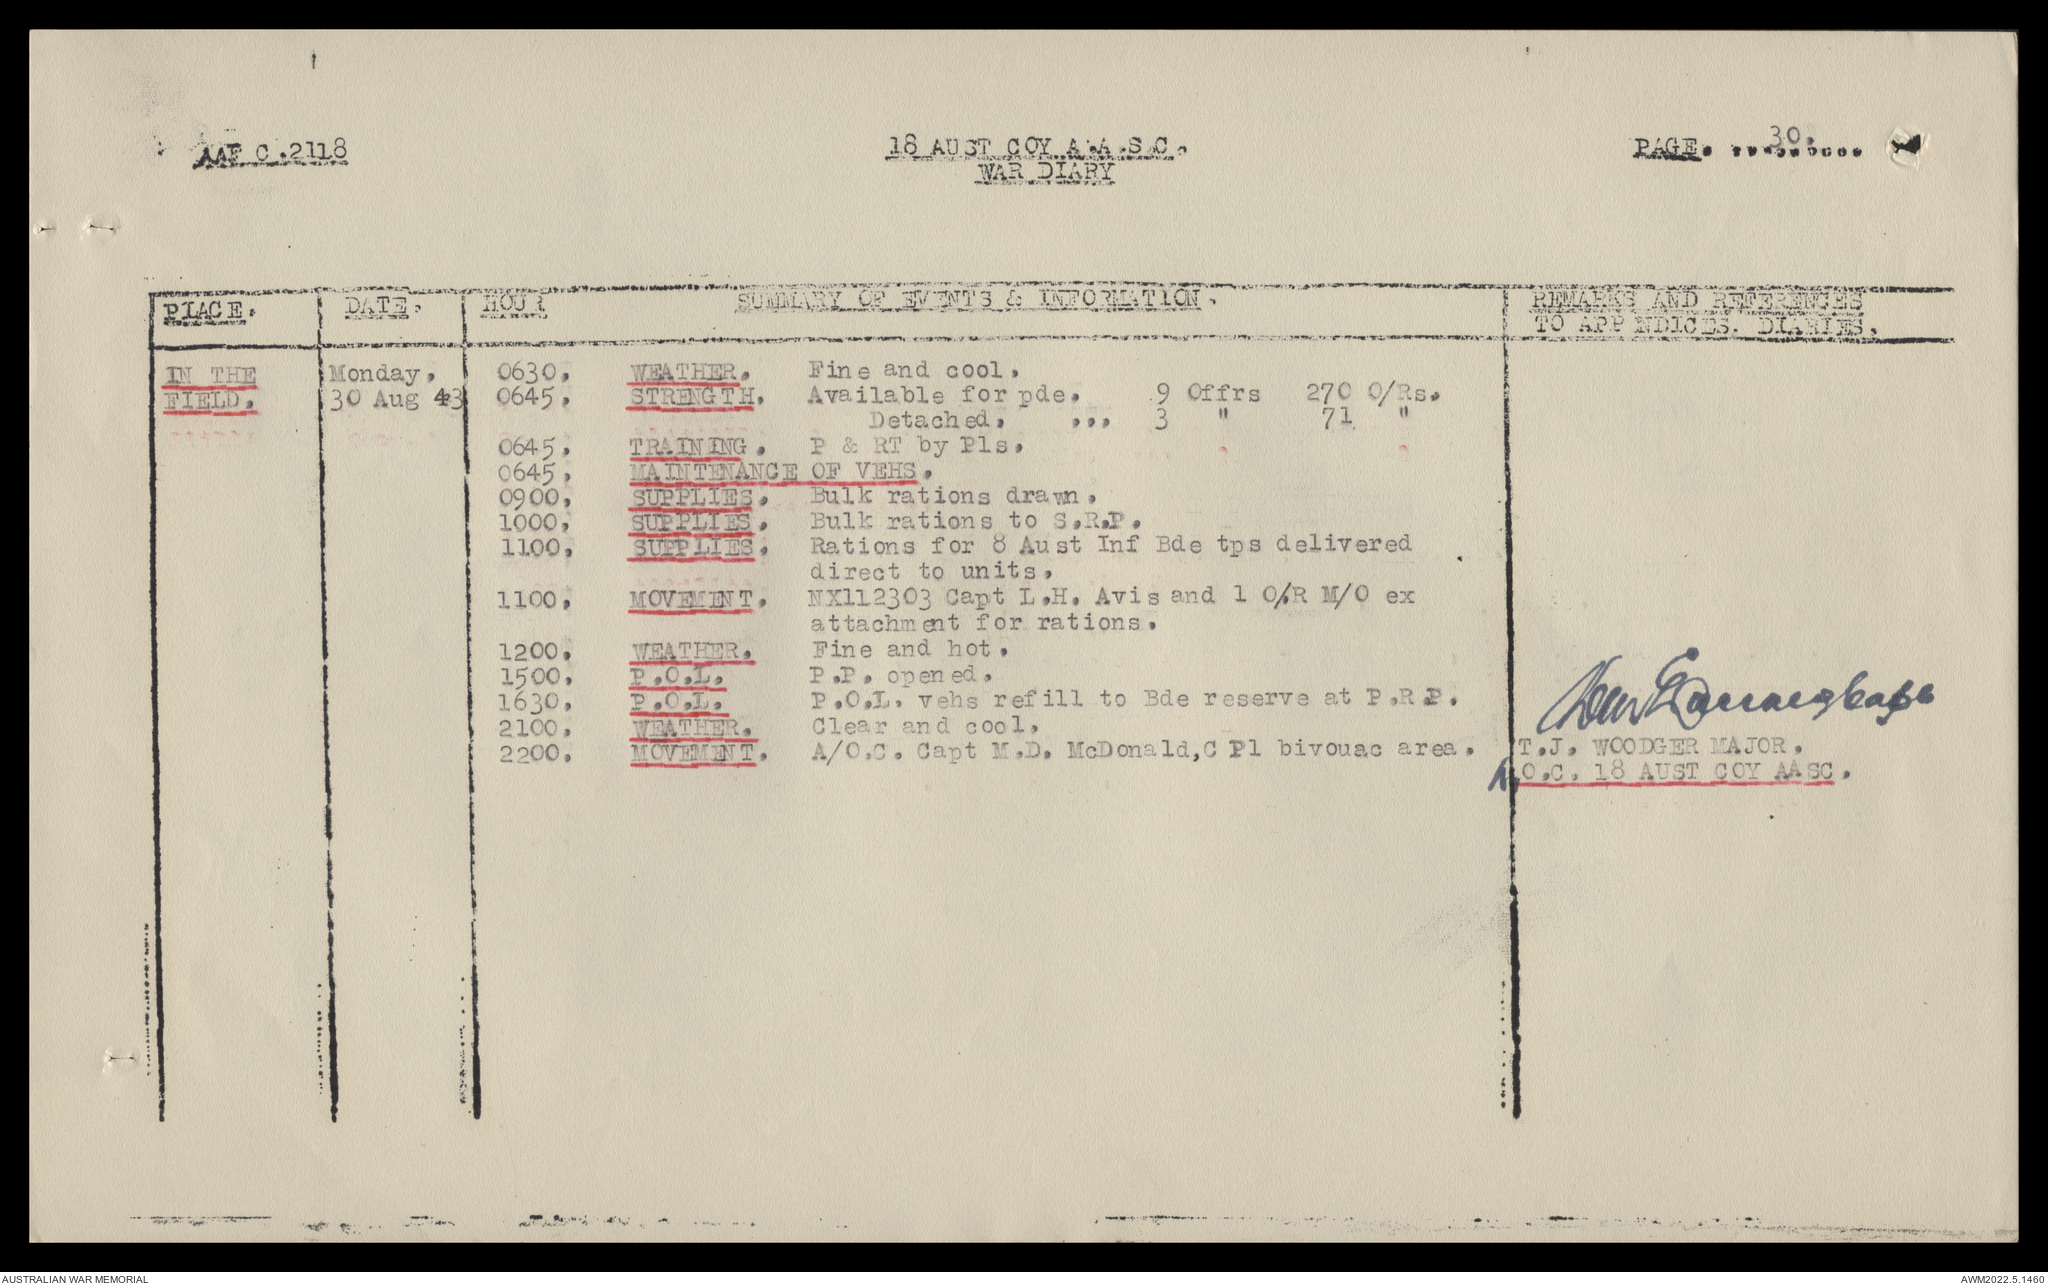 AAF C.2118
18 AUST COY A.A.S.C.
WAR DIARY
PAGE. ..30.......
PLACE. DATE. HOUR SUMMARY OF EVENTS & INFORMATION. REMARKS AND REFERENCES
TO APP NDICES. DIARIES.
IN THE Monday. 0630. WEATHER. Fine and cool.
FIELD. 30 Aug 43 0645. STRENGTH. Available for pde. 9 Offrs 270 O/Rs.
Detached. ... 3 " 71 "
0645. TRAINING. P & RT by Pls.
0645. MAINTENANCE OF VEHS.
0900. SUPPLIES. Bulk rations drawn.
1000. SUPPLIES. Bulk rations to S.R.P.
1100. SUPPLIES. Rations for 8 Aust Inf Bde tps delivered
direct to units.
1100. MOVEMENT. NX112303 Capt L.H. Avis and 1 O/R M/O ex
attachment for rations.
1200. WEATHER. Fine and hot.
1500. P.O.L. P.P. opened.
1630. P.O.L. P.O.L. vehs refill to Bde reserve at P.R.P.
2100. WEATHER. Clear and cool.
2200. MOVEMENT. A/O.C. Capt M.D. McDonald, C Pl bivouac area. T.J. WOODGER MAJOR.
O.C. 18 AUST COY AASC.
AUSTRALIAN WAR MEMORIAL
AWM2022.5.1460